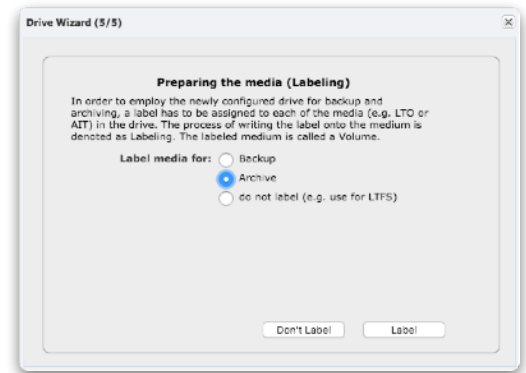 Drive Wizard (5/5)
Preparing the media (Labeling)
In order to employ the newly configured drive for backup and
archiving, a label has to be assigned to each of the media (e.g. LTO or
AIT) in the drive. The process of writing the label onto the medium is
denoted as Labeling. The labeled medium is called a Volume.
Label media for: Backup
Archive
do not label (e.g. use for LTFS)
Don't Label Label